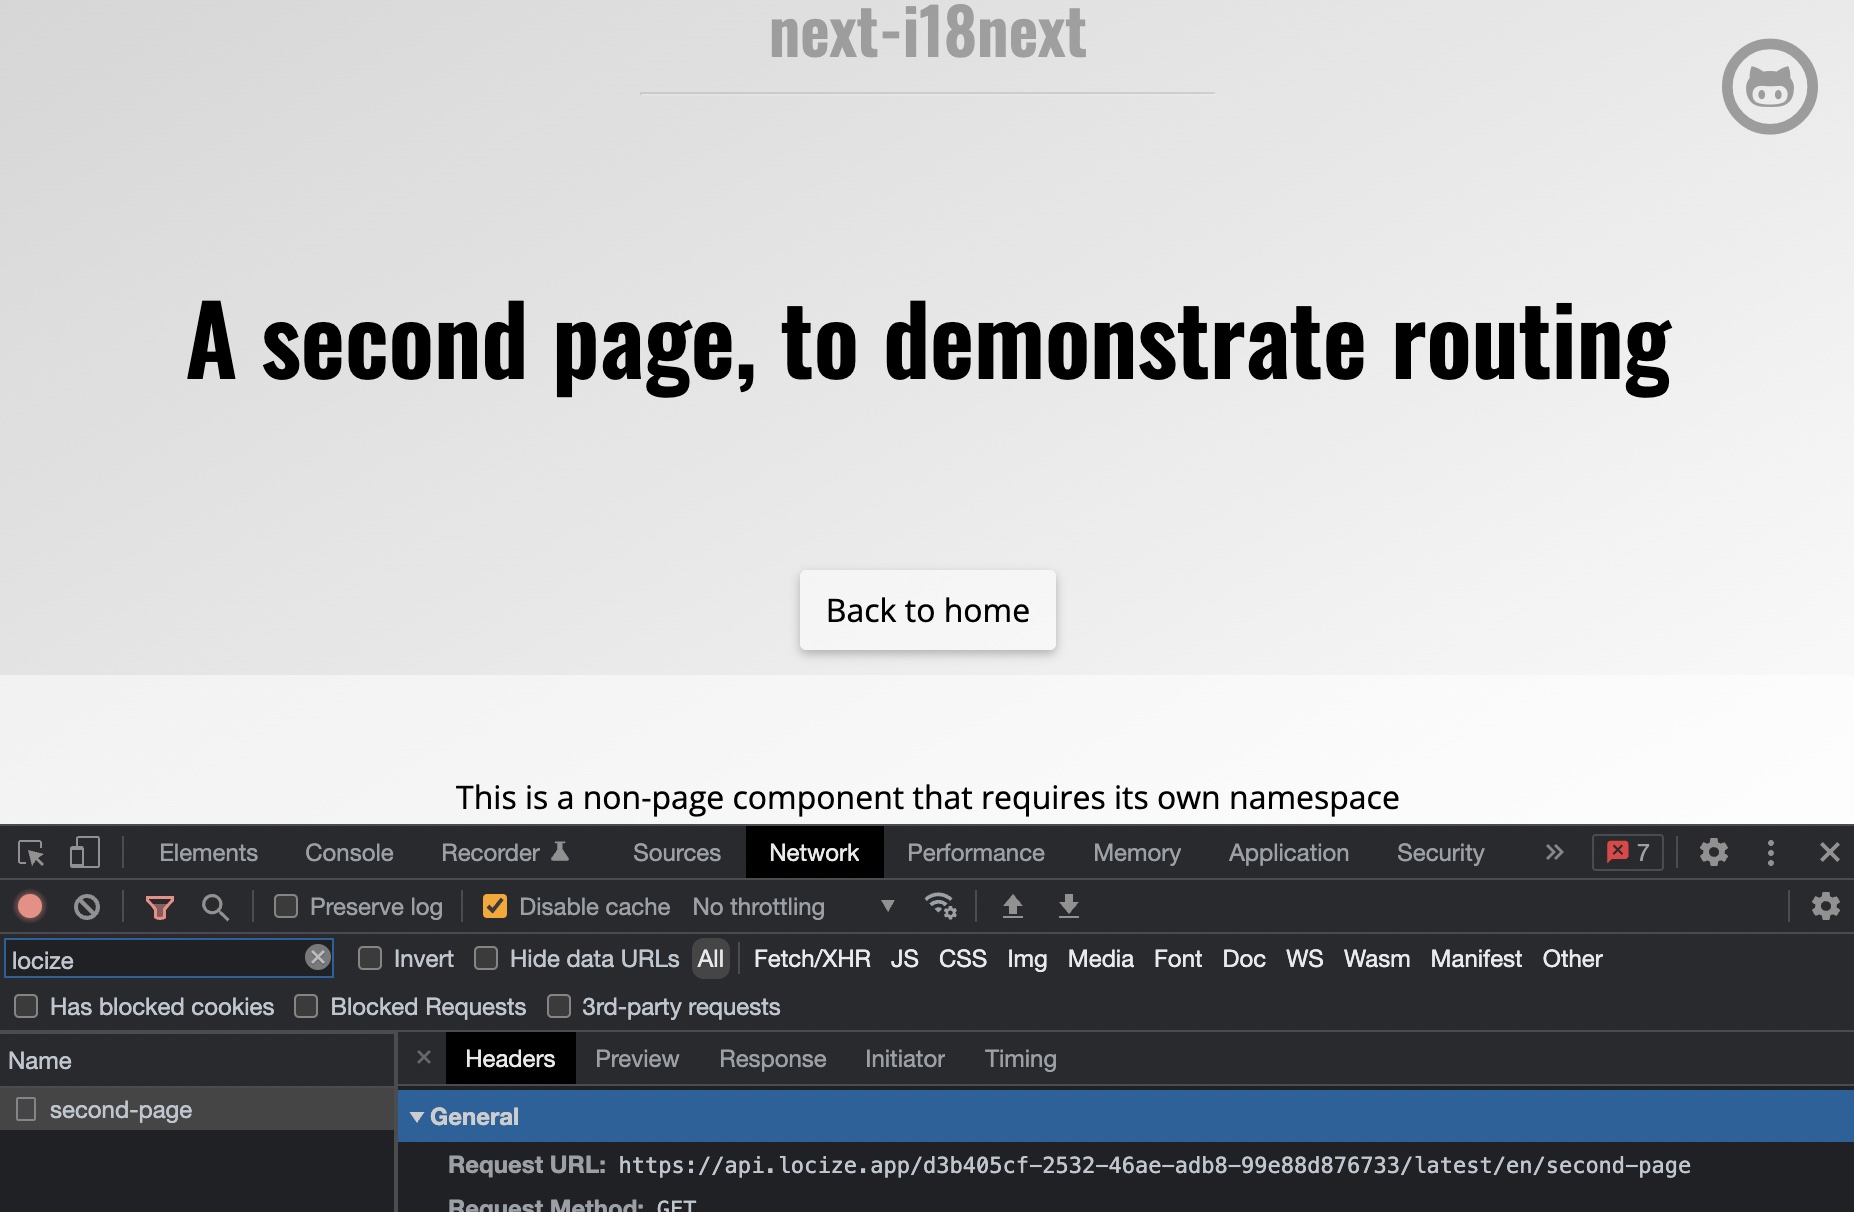 next-i18next
A second page, to demonstrate routing
Back to home
This is a non-page component that requires its own namespace
Elements Console Recorder Sources Network Performance Memory Application Security 7
Preserve log Disable cache No throttling
locize Invert Hide data URLs All Fetch/XHR JS CSS Img Media Font Doc WS Wasm Manifest Other
Has blocked cookies Blocked Requests 3rd-party requests
Name Headers Preview Response Initiator Timing
second-page General
Request URL: https://api.locize.app/d3b405cf-2532-46ae-adb8-99e88d876733/latest/en/second-page
Request Method: GET